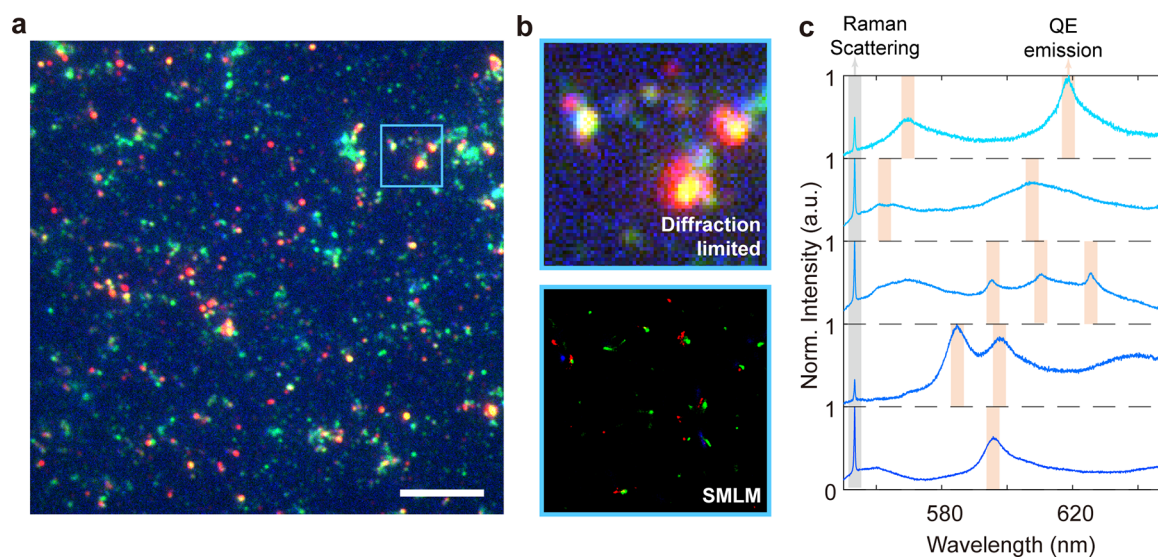 a
b
c
Diffraction
limited
SMLM
Raman
Scattering
QE
emission
Norm. Intensity (a.u.)
1
1
1
1
1
0
580
620
Wavelength (nm)